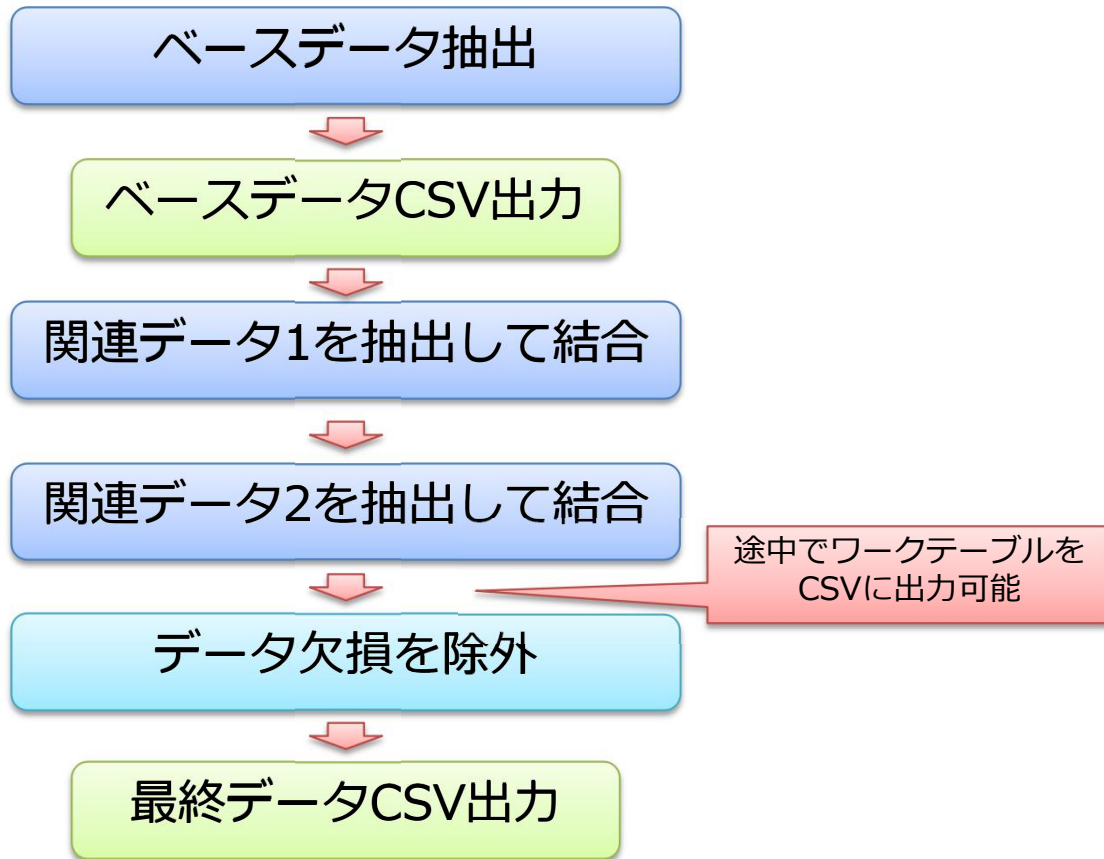 ベースデータ抽出
ベースデータCSV出力
関連データ1を抽出して結合
関連データ2を抽出して結合
途中でワークテーブルを
CSVに出力可能
データ欠損を除外
最終データCSV出力